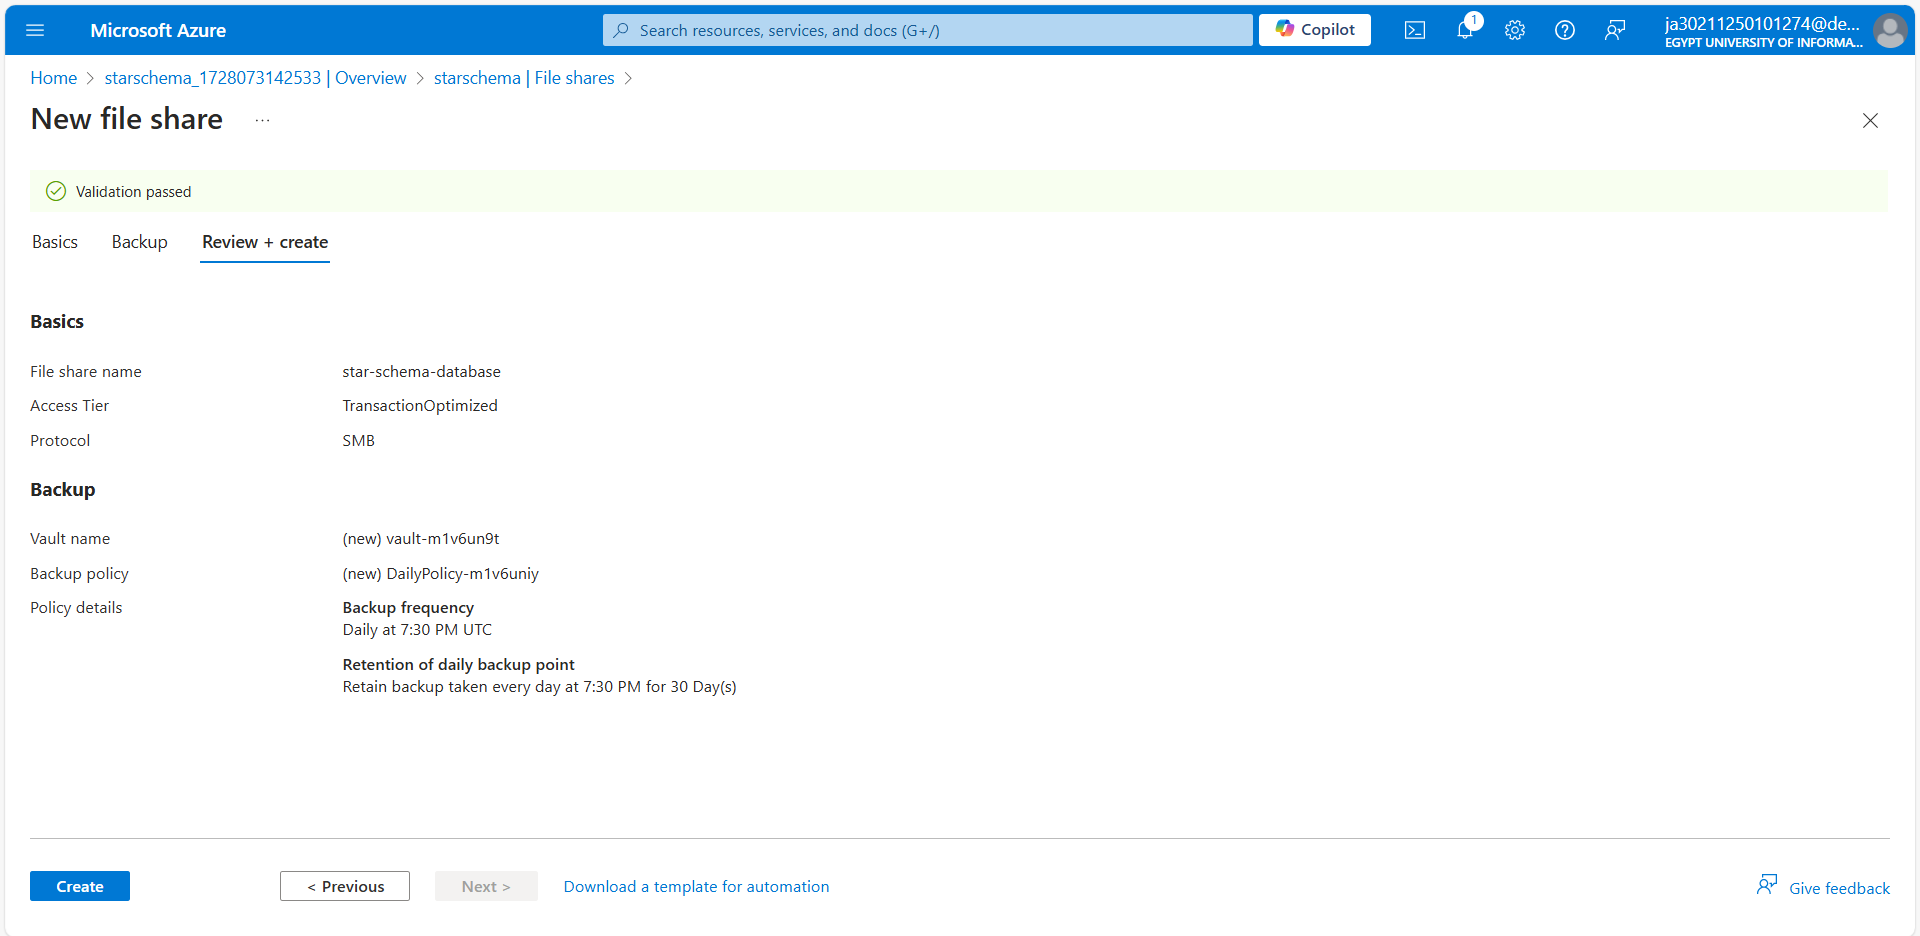 Microsoft Azure
Search resources, services, and docs (G+/)
Copilot
1
ja30211250101274@de...
EGYPT UNIVERSITY OF INFORMA...
Home > starschema_1728073142533 | Overview > starschema | File shares >
New file share ...
Validation passed
Basics Backup Review + create
Basics
File share name star-schema-database
Access Tier TransactionOptimized
Protocol SMB
Backup
Vault name (new) vault-m1v6un9t
Backup policy (new) DailyPolicy-m1v6uniy
Policy details Backup frequency
Daily at 7:30 PM UTC
Retention of daily backup point
Retain backup taken every day at 7:30 PM for 30 Day(s)
Create < Previous Next > Download a template for automation Give feedback